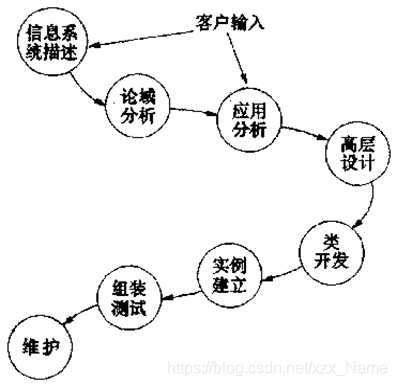 客户输入
信息系
统描述
论域
分析
应用
分析
高层
设计
类
开发
实例
建立
组装
测试
维护
https://blog.csdn.net/xzx_Name